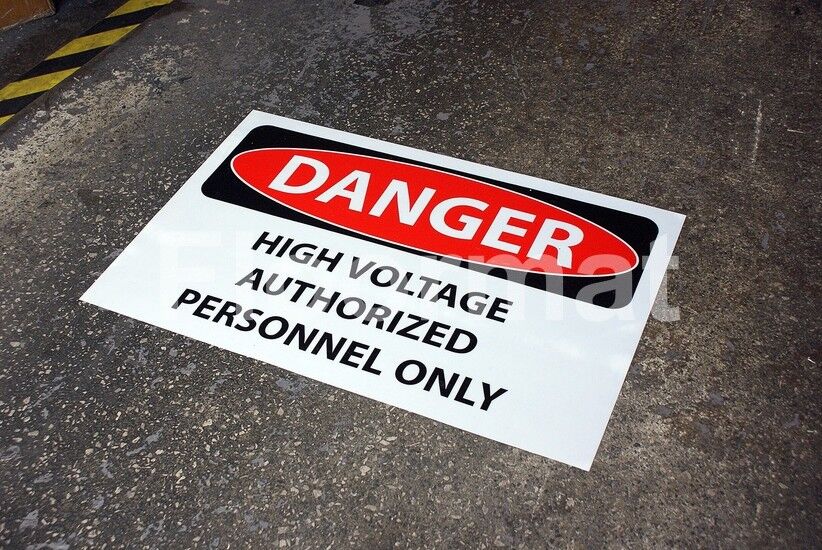 DANGER
HIGH VOLTAGE
AUTHORIZED
PERSONNEL ONLY